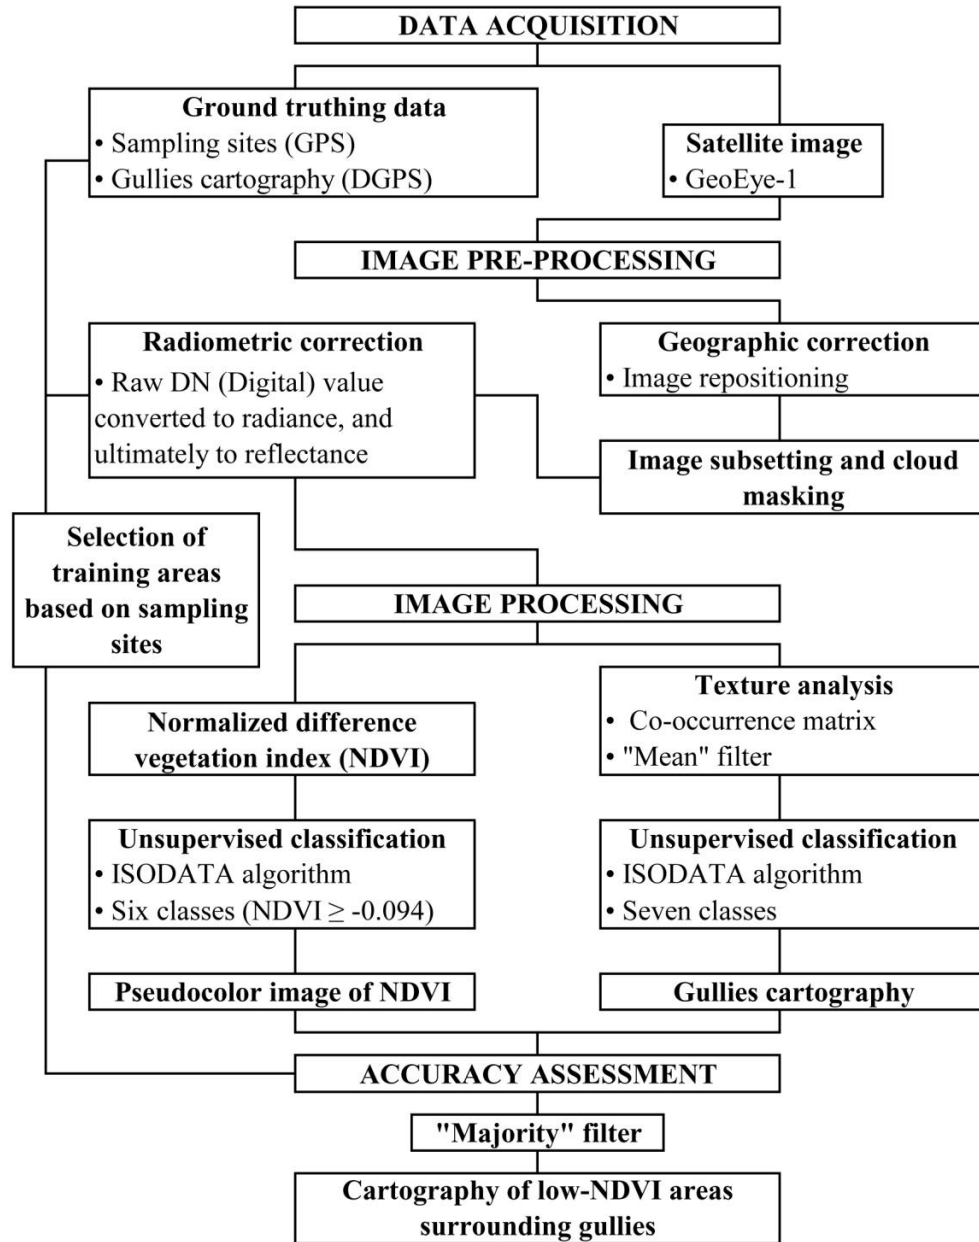 DATA ACQUISITION
Ground truthing data
• Sampling sites (GPS)
• Gullies cartography (DGPS)
Satellite image
• GeoEye-1
IMAGE PRE-PROCESSING
Radiometric correction
• Raw DN (Digital) value
converted to radiance, and
ultimately to reflectance
Geographic correction
• Image repositioning
Image subsetting and cloud
masking
Selection of
training areas
based on sampling
sites
IMAGE PROCESSING
Normalized difference
vegetation index (NDVI)
Texture analysis
• Co-occurrence matrix
• "Mean" filter
Unsupervised classification
• ISODATA algorithm
• Six classes (NDVI ≥ -0.094)
Unsupervised classification
• ISODATA algorithm
• Seven classes
Pseudocolor image of NDVI
Gullies cartography
ACCURACY ASSESSMENT
"Majority" filter
Cartography of low-NDVI areas
surrounding gullies